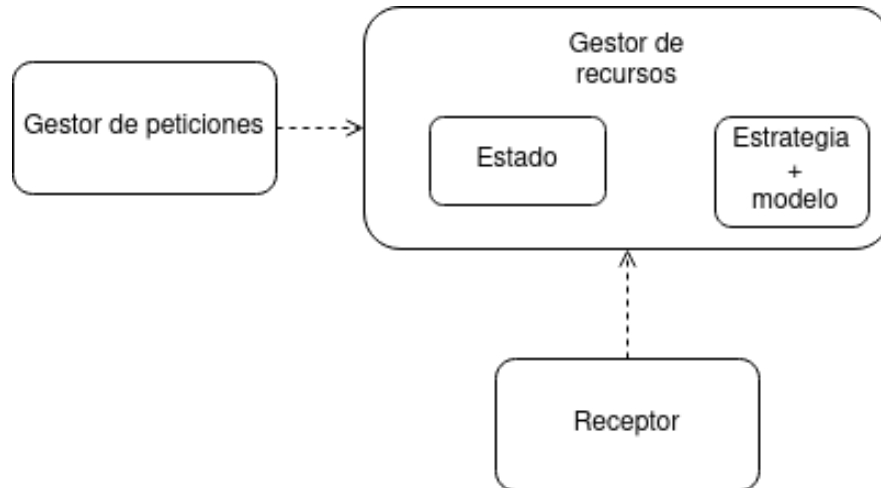 Gestor de
recursos
Gestor de peticiones
Estado
Estrategia
+
modelo
Receptor